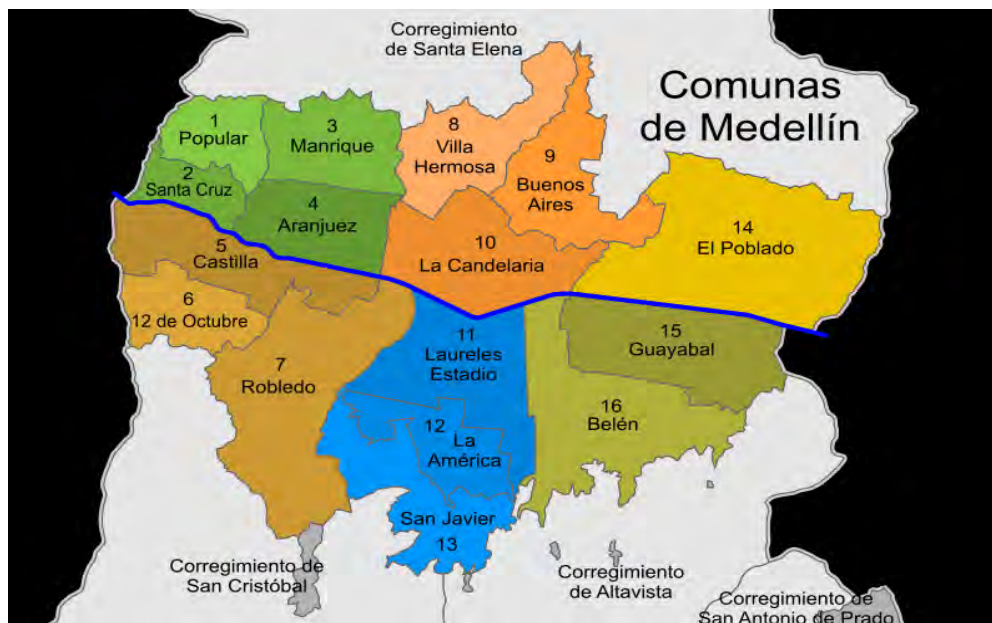 Corregimiento
de Santa Elena
Comunas
de Medellín
1
Popular
3
Manrique
8
Villa
Hermosa
9
Buenos
Aires
2
Santa Cruz
4
Aranjuez
14
El Poblado
10
La Candelaria
5
Castilla
6
12 de Octubre
11
Laureles
Estadio
15
Guayabal
7
Robledo
16
Belén
12
La
América
San Javier
13
Corregimiento de
San Cristóbal
Corregimiento
de Altavista
Corregimiento de
San Antonio de Prado